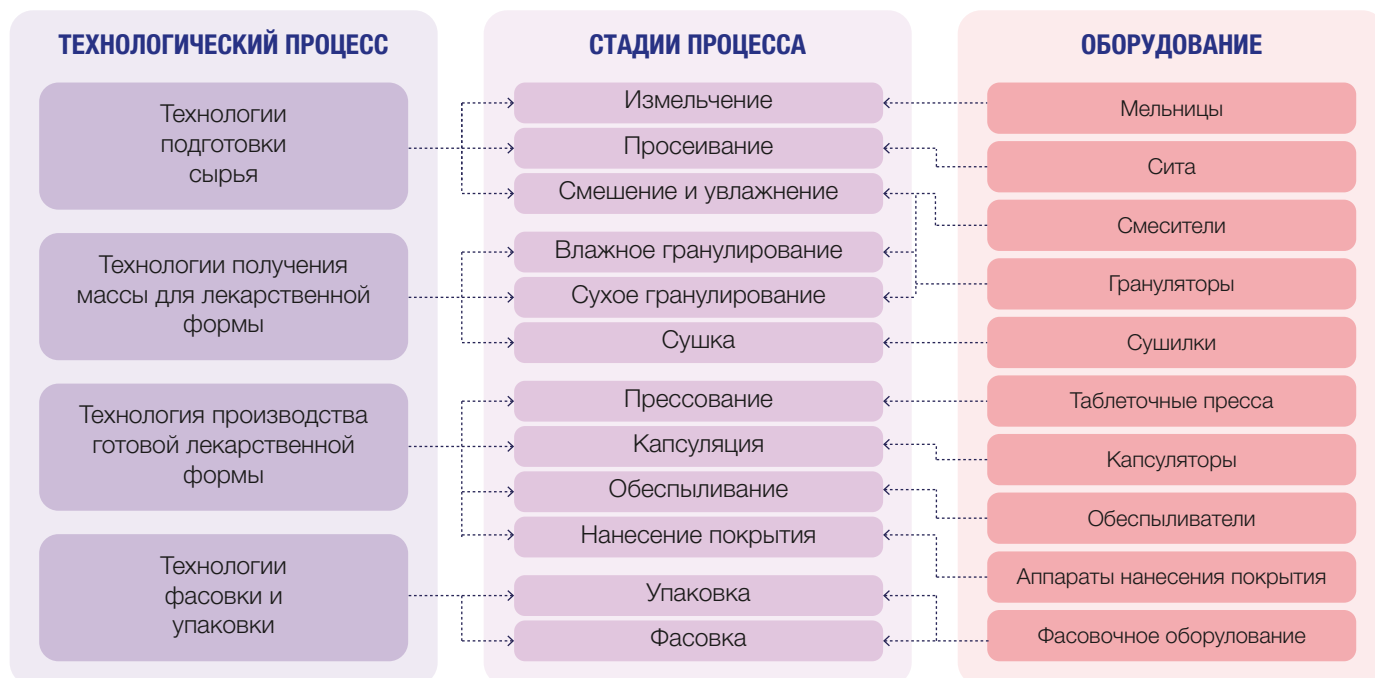 ТЕХНОЛОГИЧЕСКИЙ ПРОЦЕСС
Технологии
подготовки
сырья
Технологии получения
массы для лекарственной
формы
Технология производства
готовой лекарственной
формы
Технологии
фасовки и
упаковки
СТАДИИ ПРОЦЕССА
Измельчение
Просеивание
Смешение и увлажнение
Влажное гранулирование
Сухое гранулирование
Сушка
Прессование
Капсуляция
Обеспыливание
Нанесение покрытия
Упаковка
Фасовка
ОБОРУДОВАНИЕ
Мельницы
Сита
Смесители
Грануляторы
Сушилки
Таблеточные пресса
Капсуляторы
Обеспыливатели
Аппараты нанесения покрытия
Фасовочное оборулование